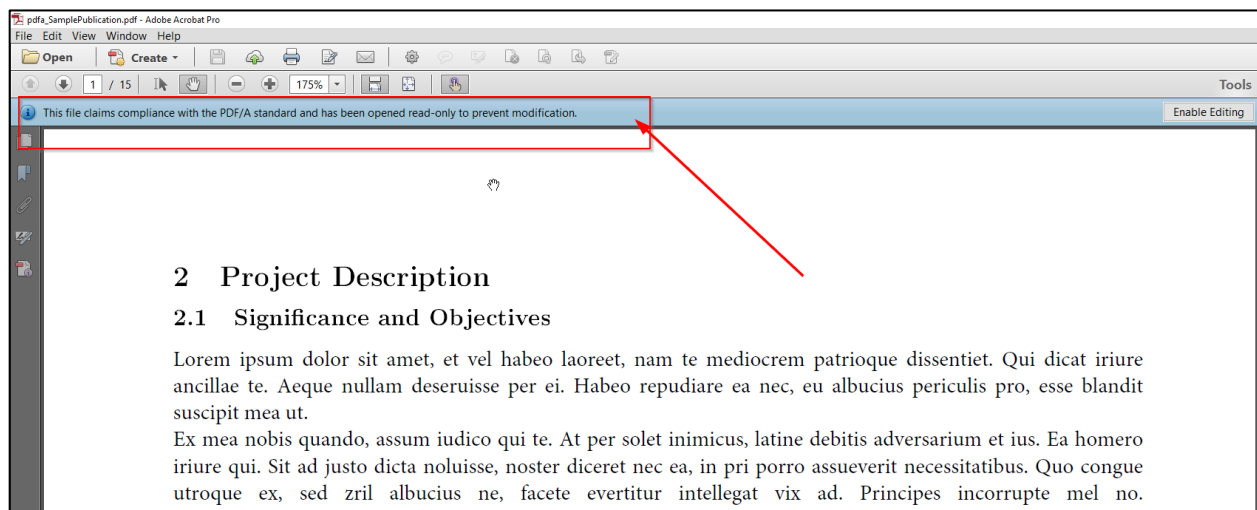 pdfa_SamplePublication.pdf - Adobe Acrobat Pro
File Edit View Window Help
Open Create
1 / 15 175% Tools
This file claims compliance with the PDF/A standard and has been opened read-only to prevent modification. Enable Editing
2 Project Description
2.1 Significance and Objectives
Lorem ipsum dolor sit amet, et vel habeo laoreet, nam te mediocrem patrioque dissentiet. Qui dicat iriure
ancillae te. Aeque nullam deseruisse per ei. Habeo repudiare ea nec, eu albucius periculis pro, esse blandit
suscipit mea ut.
Ex mea nobis quando, assum iudico qui te. At per solet inimicus, latine debitis adversarium et ius. Ea homero
iriure qui. Sit ad justo dicta noluisse, noster diceret nec ea, in pri porro assueverit necessitatibus. Quo congue
utroque ex, sed zril albucius ne, facete evertitur intellegat vix ad. Principes incorrupte mel no.